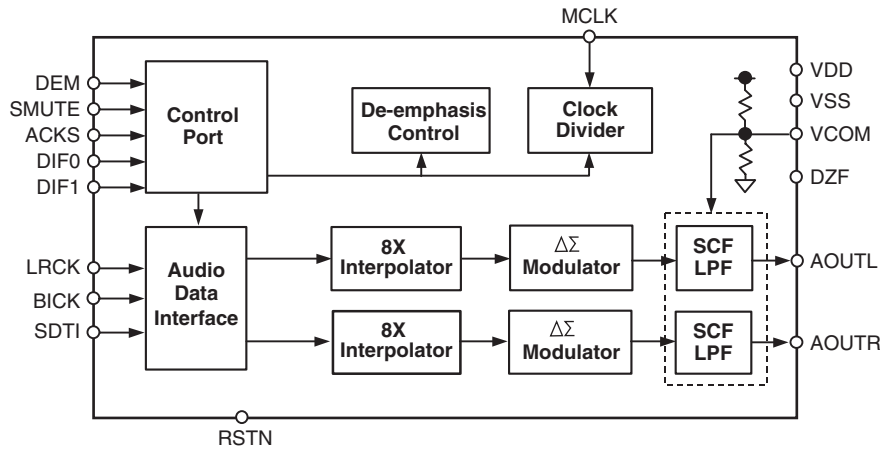 MCLK
DEM
SMUTE
ACKS
DIF0
DIF1
Control
Port
De-emphasis
Control
Clock
Divider
VDD
VSS
VCOM
DZF
LRCK
BICK
SDTI
Audio
Data
Interface
8X
Interpolator
ΔΣ
Modulator
SCF
LPF
AOUTL
8X
Interpolator
ΔΣ
Modulator
SCF
LPF
AOUTR
RSTN